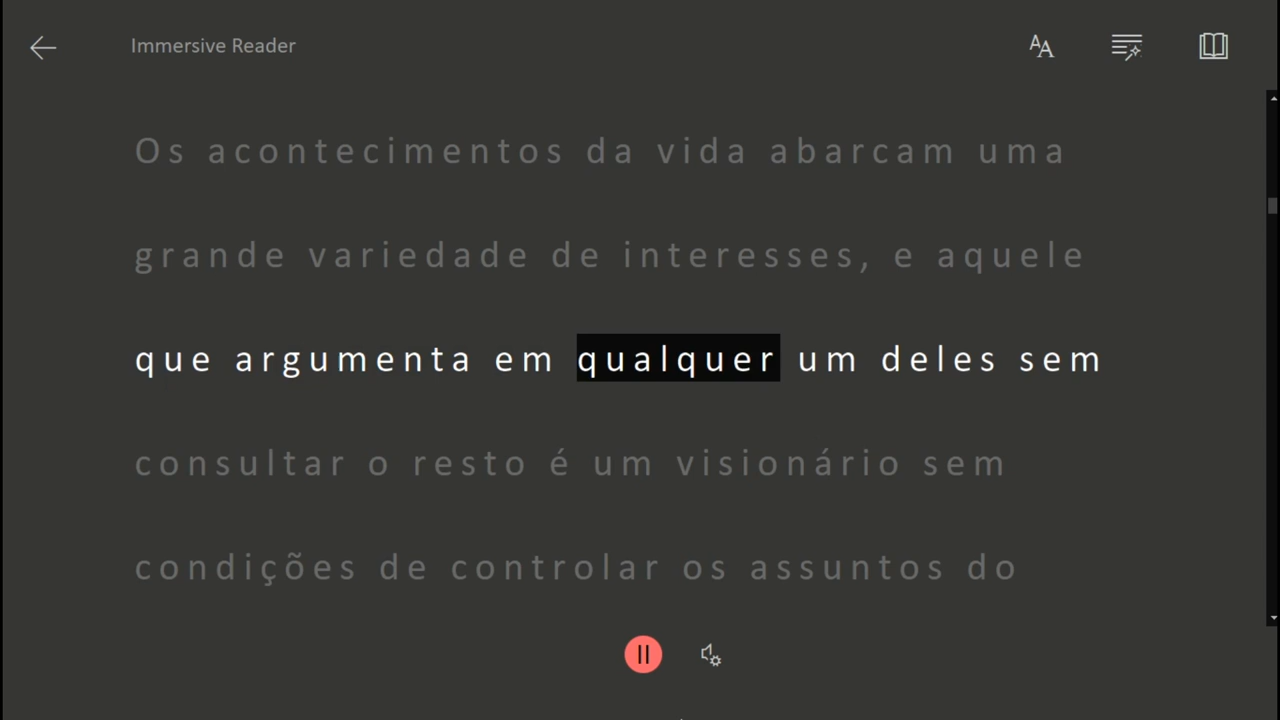 Immersive Reader
Os acontecimentos da vida abarcam uma
grande variedade de interesses, e aquele
que argumenta em qualquer um deles sem
consultar o resto é um visionário sem
condições de controlar os assuntos do